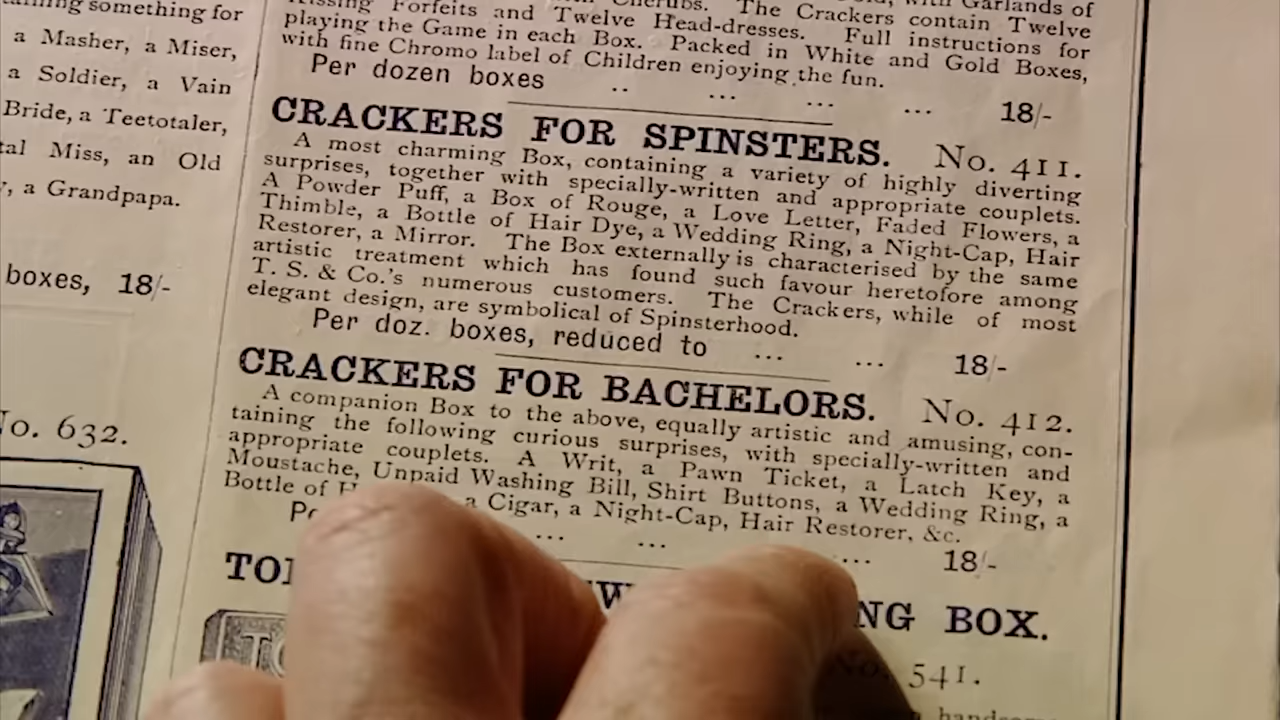 something for
a Masher, a Miser,
a Soldier, a Vain
Bride, a Teetotaler,
Miss, an Old
a Grandpapa.
boxes, 18/-
No. 632.
Garlands of
Forfeits and Twelve Head-dresses. The Crackers contain Twelve
playing the Game in each Box. Full instructions for
with fine Chromo label of Children enjoying the fun. Packed in White and Gold Boxes,
Per dozen boxes .. ... ... ... 18/-
CRACKERS FOR SPINSTERS. No. 411.
A most charming Box, containing a variety of highly diverting
surprises, together with specially-written and appropriate couplets.
A Powder Puff, a Box of Rouge, a Love Letter, Faded Flowers, a
Thimble, a Bottle of Hair Dye, a Wedding Ring, a Night-Cap, Hair
Restorer, a Mirror. The Box externally is characterised by the same
artistic treatment which has found such favour heretofore among
T. S. & Co.'s numerous customers. The Crackers, while of most
elegant design, are symbolical of Spinsterhood.
Per doz. boxes, reduced to ... ... 18/-
CRACKERS FOR BACHELORS. No. 412.
A companion Box to the above, equally artistic and amusing, con-
taining the following curious surprises, with specially-written and
appropriate couplets. A Writ, a Pawn Ticket, a Latch Key, a
Moustache, Unpaid Washing Bill, Shirt Buttons, a Wedding Ring, a
Bottle of a Cigar, a Night-Cap, Hair Restorer, &c.
... ... ... 18/-
BOX.
No. 541.